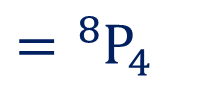 = ⁸P₄